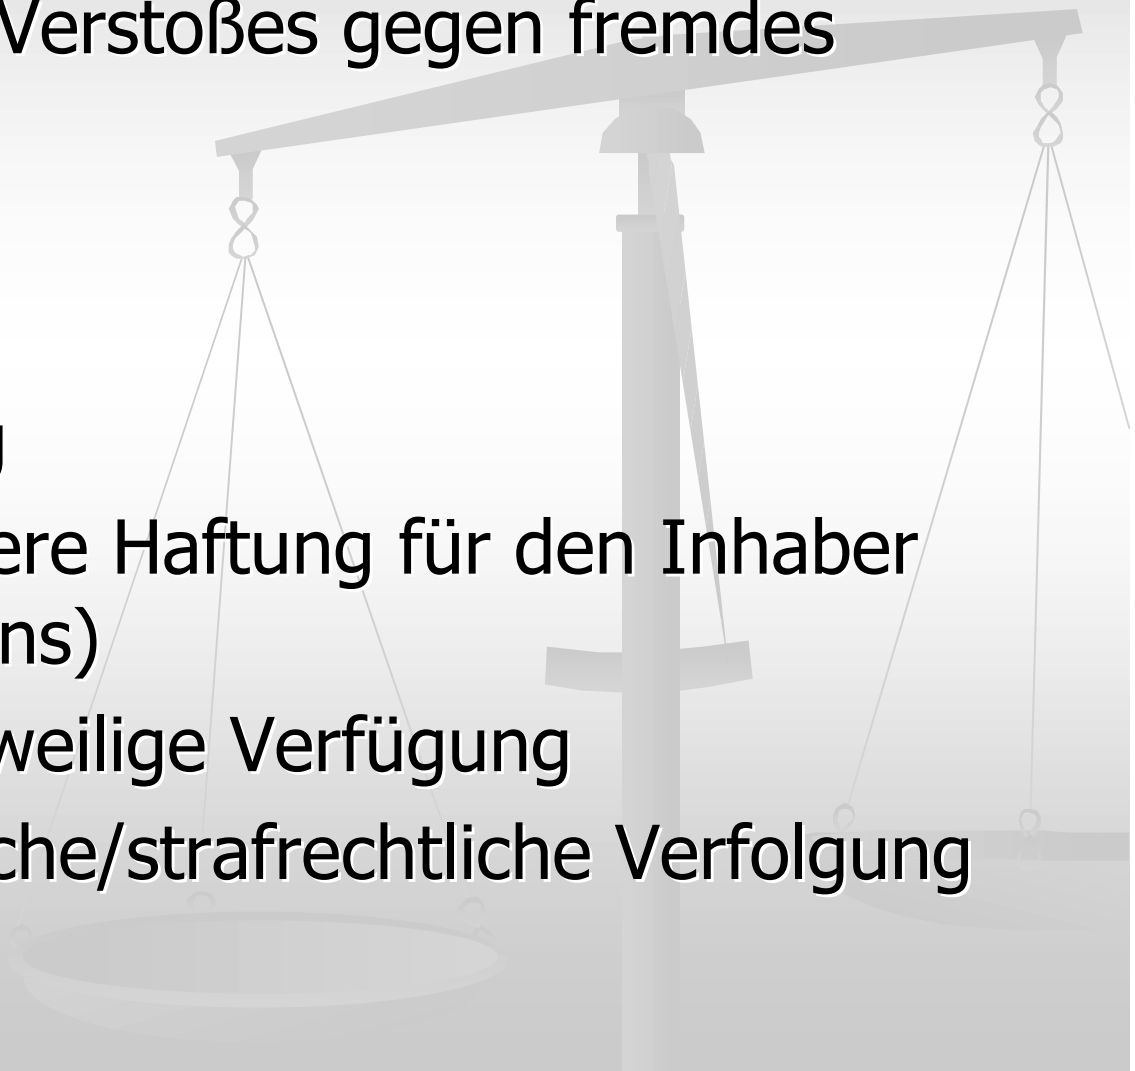 Verstoßes gegen fremdes
g
ere Haftung für den Inhaber
ns)
weilige Verfügung
che/strafrechtliche Verfolgung